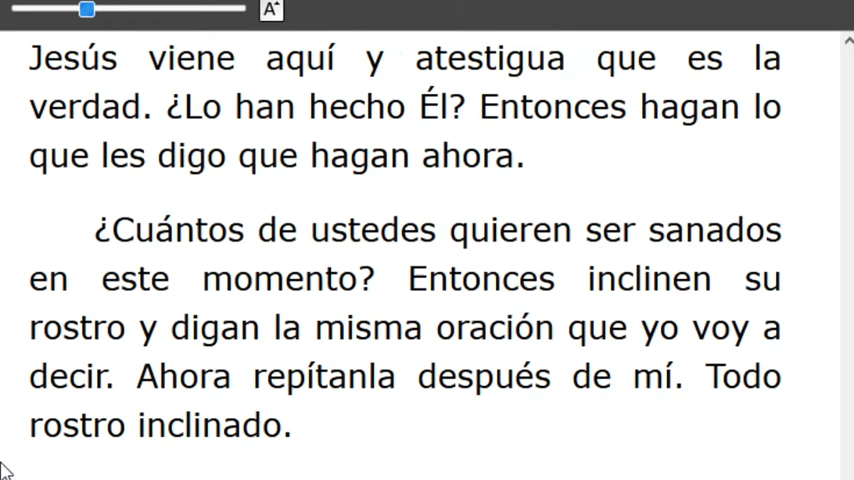 A
Jesús viene aquí y atestigua que es la
verdad. ¿Lo han hecho Él? Entonces hagan lo
que les digo que hagan ahora.
¿Cuántos de ustedes quieren ser sanados
en este momento? Entonces inclinen su
rostro y digan la misma oración que yo voy a
decir. Ahora repítanla después de mí. Todo
rostro inclinado.